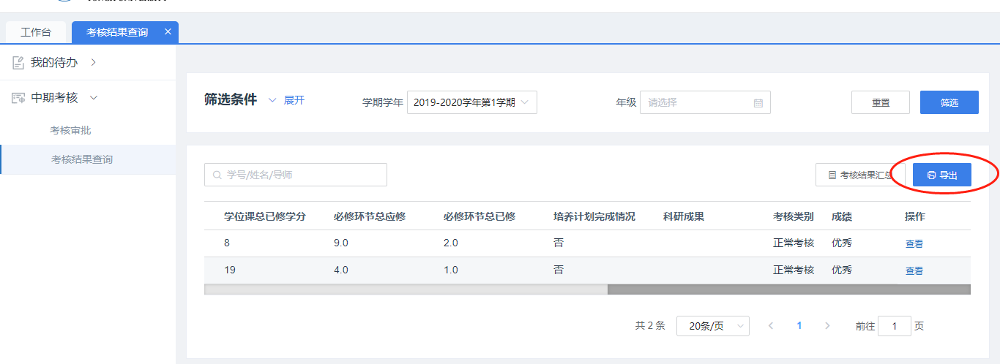 工作台 考核结果查询 ×
我的待办
中期考核
考核审批
考核结果查询
筛选条件 展开 学期学年 2019-2020学年第1学期 年级 请选择 重置 筛选
学号/姓名/导师 考核结果汇总 导出
学位课总已修学分 必修环节总应修 必修环节总已修 培养计划完成情况 科研成果 考核类别 成绩 操作
8 9.0 2.0 否 正常考核 优秀 查看
19 4.0 1.0 否 正常考核 优秀 查看
共 2 条 20条/页 1 前往 1 页